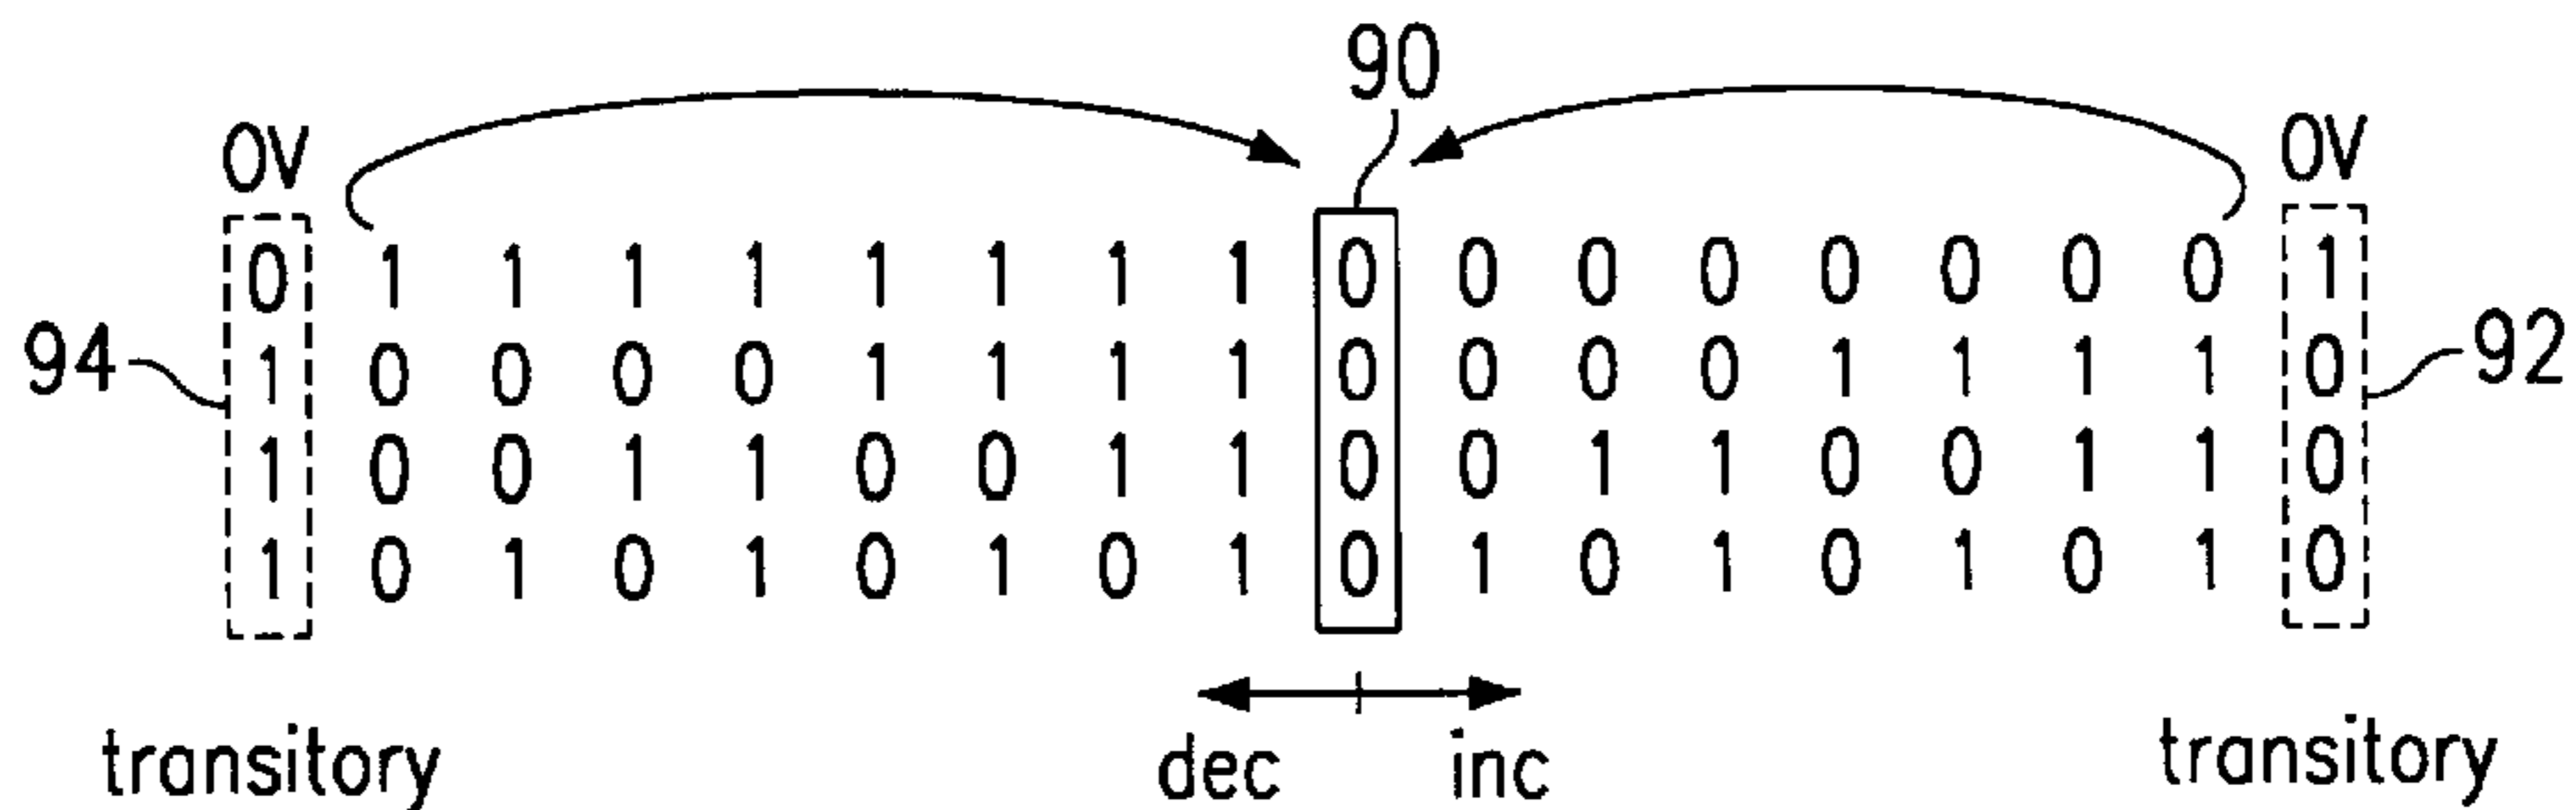 90
OV OV
0 1 1 1 1 1 1 1 1 0 0 0 0 0 0 0 0 1
94 1 0 0 0 0 1 1 1 1 0 0 0 0 1 1 1 1 0 92
1 0 0 1 1 0 0 1 1 0 0 1 1 0 0 1 1 0
1 0 1 0 1 0 1 0 1 0 1 0 1 0 1 0 1 0
transitory dec inc transitory